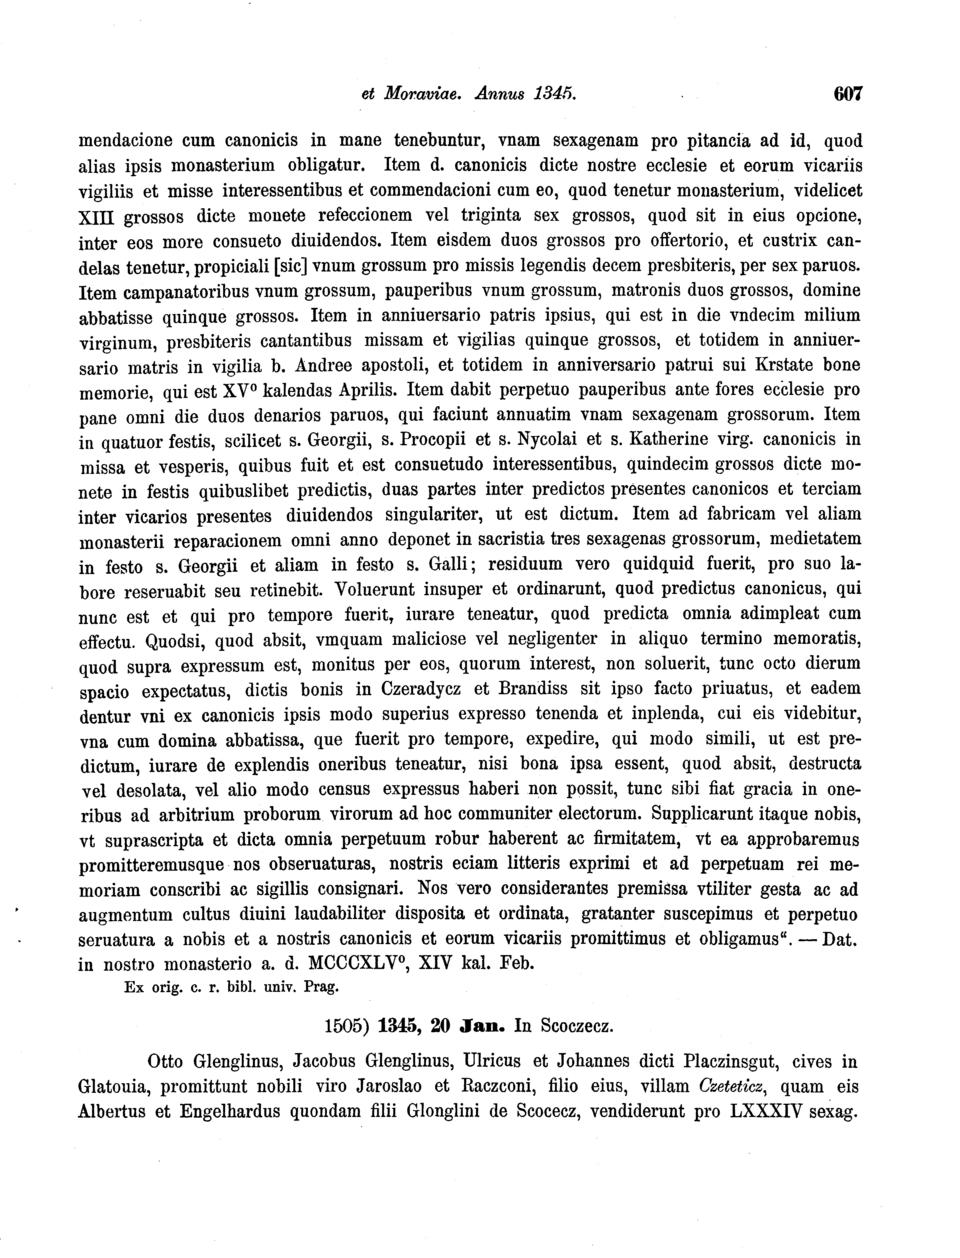 et Moraviae. Annus 1345. 607
mendacione cum canonicis in mane tenebuntur, vnam sexagenam pro pitancia ad id, quod
alias ipsis monasterium obligatur. Item d. canonicis dicte nostre ecclesie et eorum vicariis
vigiliis et misse interessentibus et commendacioni cum eo, quod tenetur monasterium, videlicet
XIII grossos dicte monete refeccionem vel triginta sex grossos, quod sit in eius opcione,
inter eos more consueto diuidendos. Item eisdem duos grossos pro offertorio, et custrix can-
delas tenetur, propiciali [sic] vnum grossum pro missis legendis decem presbiteris, per sex paruos.
Item campanatoribus vnum grossum, pauperibus vnum grossum, matronis duos grossos, domine
abbatisse quinque grossos. Item in anniuersario patris ipsius, qui est in die vndecim milium
virginum, presbiteris cantantibus missam et vigilias quinque grossos, et totidem in anniuer-
sario matris in vigilia b. Andree apostoli, et totidem in anniversario patrui sui Krstate bone
memorie, qui est XV⁰ kalendas Aprilis. Item dabit perpetuo pauperibus ante fores ecclesie pro
pane omni die duos denarios paruos, qui faciunt annuatim vnam sexagenam grossorum. Item
in quatuor festis, scilicet s. Georgii, s. Procopii et s. Nycolai et s. Katherine virg. canonicis in
missa et vesperis, quibus fuit et est consuetudo interessentibus, quindecim grossos dicte mo-
nete in festis quibuslibet predictis, duas partes inter predictos presentes canonicos et terciam
inter vicarios presentes diuidendos singulariter, ut est dictum. Item ad fabricam vel aliam
monasterii reparacionem omni anno deponet in sacristia tres sexagenas grossorum, medietatem
in festo s. Georgii et aliam in festo s. Galli; residuum vero quidquid fuerit, pro suo la-
bore reseruabit seu retinebit. Voluerunt insuper et ordinarunt, quod predictus canonicus, qui
nunc est et qui pro tempore fuerit, iurare teneatur, quod predicta omnia adimpleat cum
effectu. Quodsi, quod absit, vmquam maliciose vel negligenter in aliquo termino memoratis,
quod supra expressum est, monitus per eos, quorum interest, non soluerit, tunc octo dierum
spacio expectatus, dictis bonis in Czeradycz et Brandiss sit ipso facto priuatus, et eadem
dentur vni ex canonicis ipsis modo superius expresso tenenda et inplenda, cui eis videbitur,
vna cum domina abbatissa, que fuerit pro tempore, expedire, qui modo simili, ut est pre-
dictum, iurare de explendis oneribus teneatur, nisi bona ipsa essent, quod absit, destructa
vel desolata, vel alio modo census expressus haberi non possit, tunc sibi fiat gracia in one-
ribus ad arbitrium proborum virorum ad hoc communiter electorum. Supplicarunt itaque nobis,
vt suprascripta et dicta omnia perpetuum robur haberent ac firmitatem, vt ea approbaremus
promitteremusque nos obseruaturas, nostris eciam litteris exprimi et ad perpetuam rei me-
moriam conscribi ac sigillis consignari. Nos vero considerantes premissa vtiliter gesta ac ad
augmentum cultus diuini laudabiliter disposita et ordinata, gratanter suscepimus et perpetuo
seruatura a nobis et a nostris canonicis et eorum vicariis promittimus et obligamus“. — Dat.
in nostro monasterio a. d. MCCCXLV⁰, XIV kal. Feb.
Ex orig. c. r. bibl. univ. Prag.
1505) 1345, 20 Jan. In Scoczecz.
Otto Glenglinus, Jacobus Glenglinus, Ulricus et Johannes dicti Placzinsgut, cives in
Glatouia, promittunt nobili viro Jaroslao et Raczconi, filio eius, villam Czeteticz, quam eis
Albertus et Engelhardus quondam filii Glonglini de Scocecz, vendiderunt pro LXXXIV sexag.